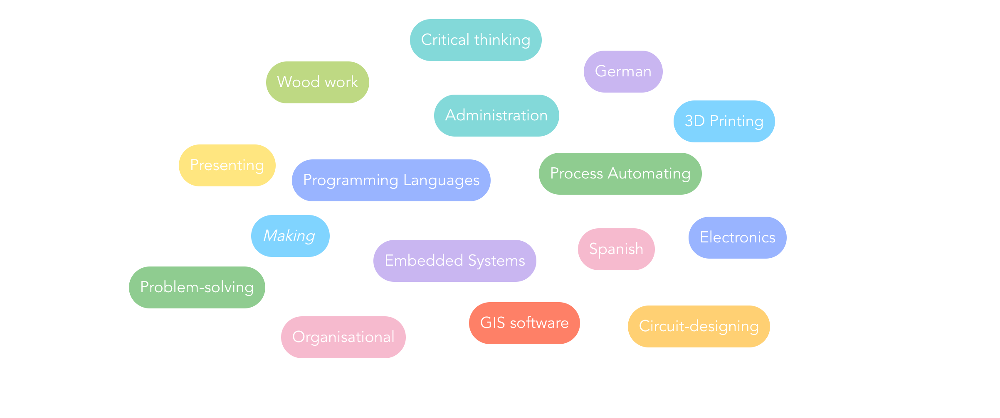 Critical thinking
German
Wood work
Administration
3D Printing
Presenting
Programming Languages
Process Automating
Making
Embedded Systems
Spanish
Electronics
Problem-solving
Organisational
GIS software
Circuit-designing